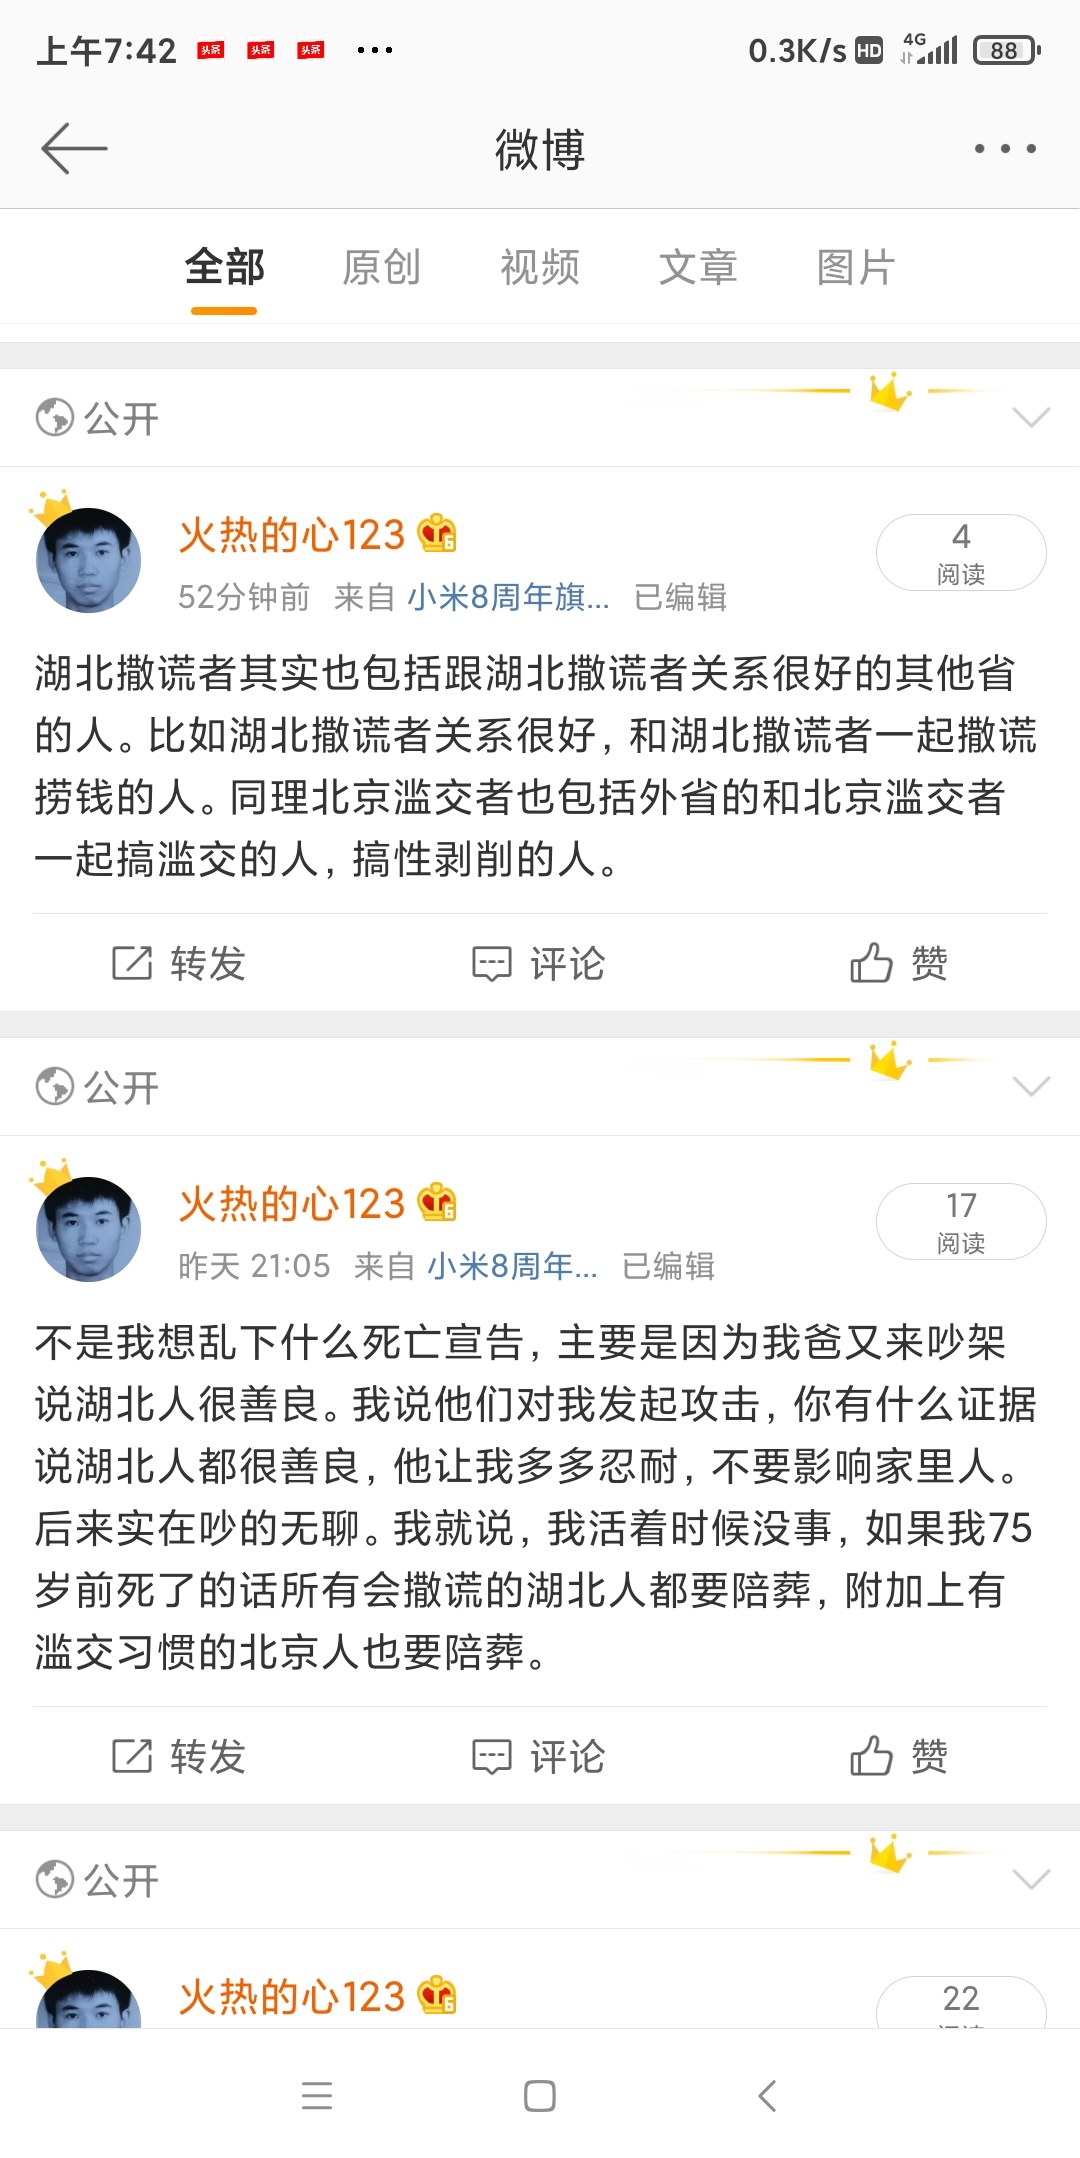 上午7:42 头条 头条 头条 ··· 0.3K/s HD 4G 88
微博
全部 原创 视频 文章 图片
公开
火热的心123 6
4
阅读
52分钟前 来自 小米8周年旗... 已编辑
湖北撒谎者其实也包括跟湖北撒谎者关系很好的其他省
的人。比如湖北撒谎者关系很好，和湖北撒谎者一起撒谎
捞钱的人。同理北京滥交者也包括外省的和北京滥交者
一起搞滥交的人，搞性剥削的人。
转发 评论 赞
公开
火热的心123 6
17
阅读
昨天 21:05 来自 小米8周年... 已编辑
不是我想乱下什么死亡宣告，主要是因为我爸又来吵架
说湖北人很善良。我说他们对我发起攻击，你有什么证据
说湖北人都很善良，他让我多多忍耐，不要影响家里人。
后来实在吵的无聊。我就说，我活着时候没事，如果我75
岁前死了的话所有会撒谎的湖北人都要陪葬，附加上有
滥交习惯的北京人也要陪葬。
转发 评论 赞
公开
火热的心123 6
22